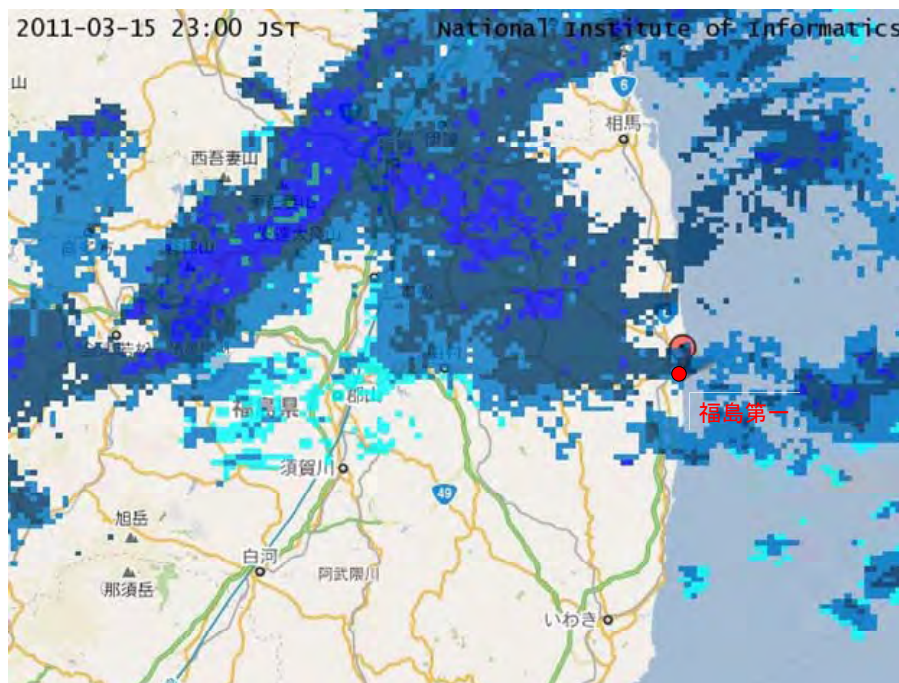 2011-03-15 23:00 JST
National Institute of Informatics
山
6
相馬
西吾妻山
福島第一
福島県
郡山
須賀川
49
旭岳
白河
那須岳
阿武隈川
いわき